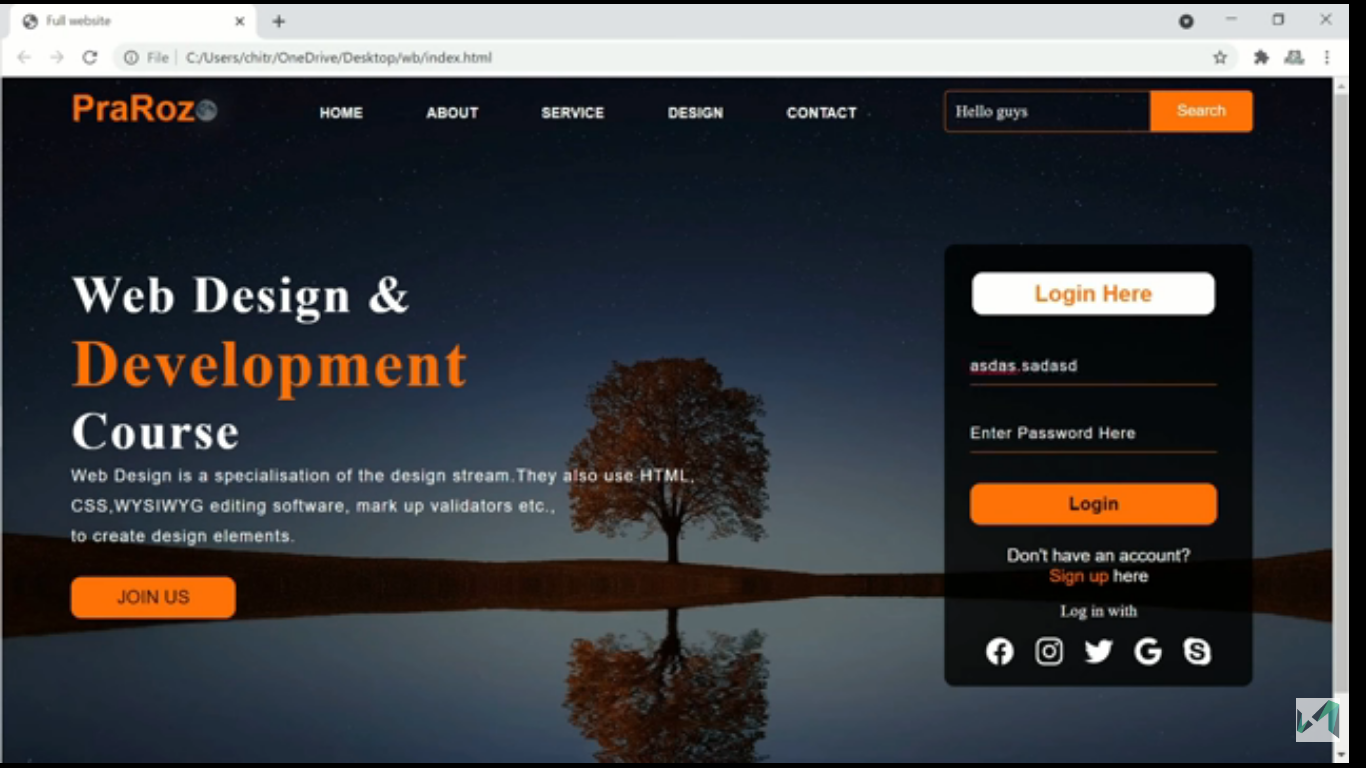 Full website
File
C:/Users/chitr/OneDrive/Desktop/wb/index.html
PraRoz
HOME
ABOUT
SERVICE
DESIGN
CONTACT
Hello guys
Search
Web Design &
Development
Course
Web Design is a specialisation of the design stream.They also use HTML,
CSS,WYSIWYG editing software, mark up validators etc.,
to create design elements.
JOIN US
Login Here
asdas.sadasd
Enter Password Here
Login
Don't have an account?
Sign up here
Log in with